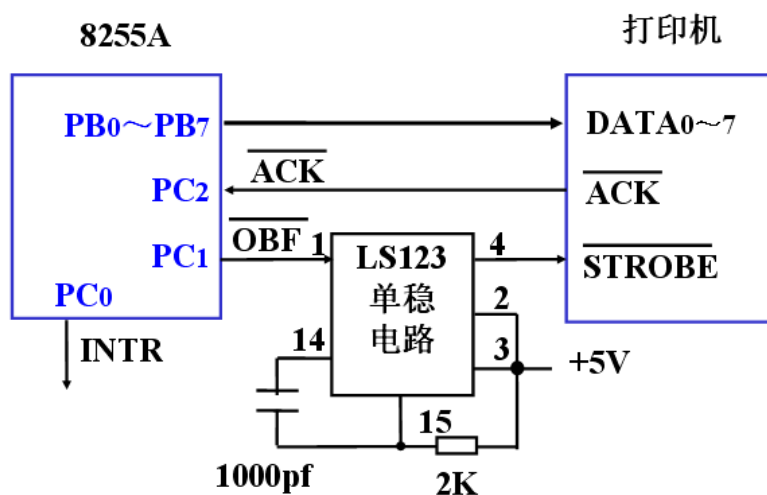 8255A
打印机
PB0~PB7
DATA0~7
ACK
PC2
ACK
OBF
PC1
1
LS123
单稳
电路
4
STROBE
2
3
+5V
PC0
INTR
14
15
1000pf
2K